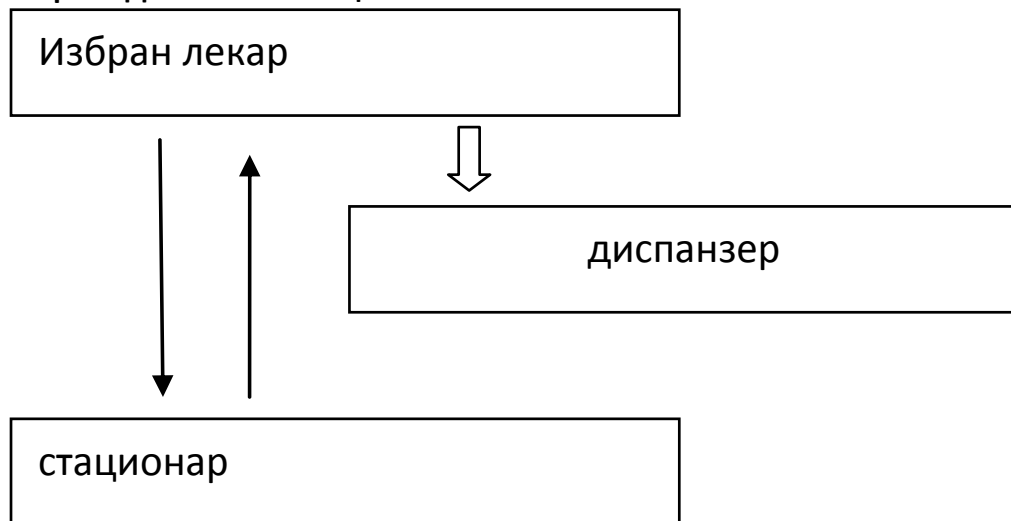 Избран лекар
диспанзер
стационар